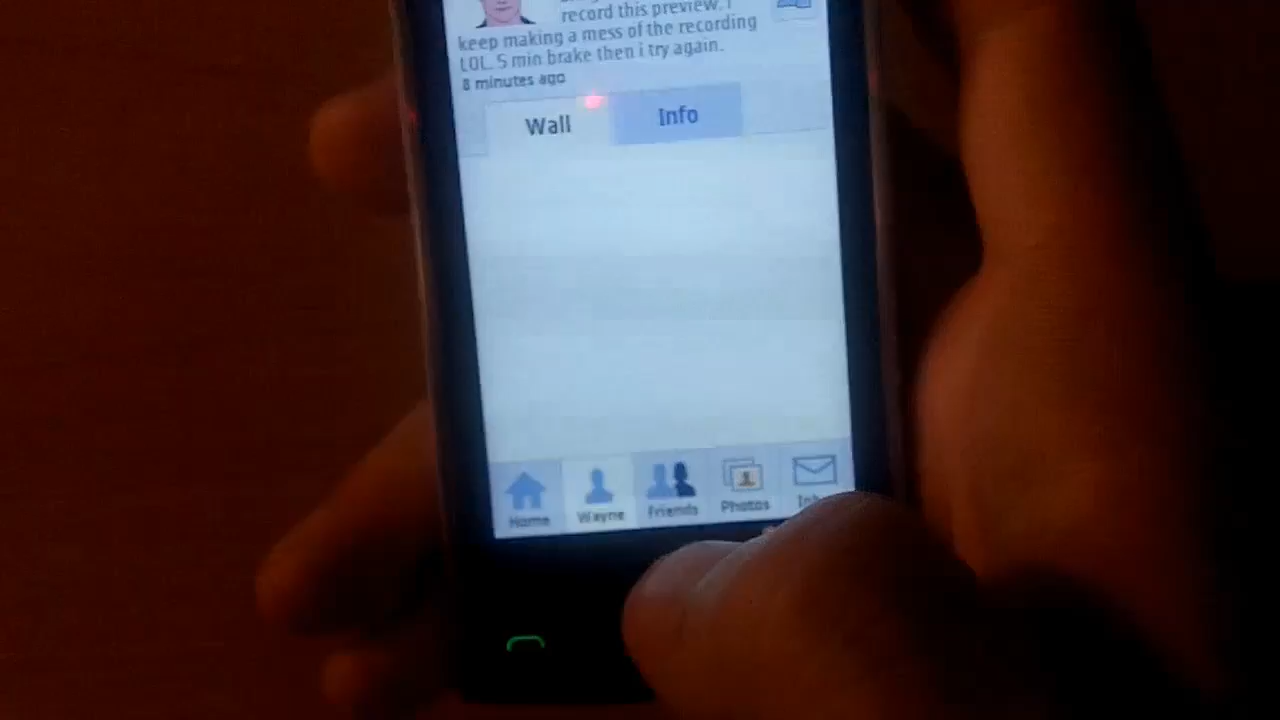 record this preview. I
keep making a mess of the recording
LOL. 5 min brake then i try again.
8 minutes ago
Wall
Info
Home
Wayne
Friends
Photos